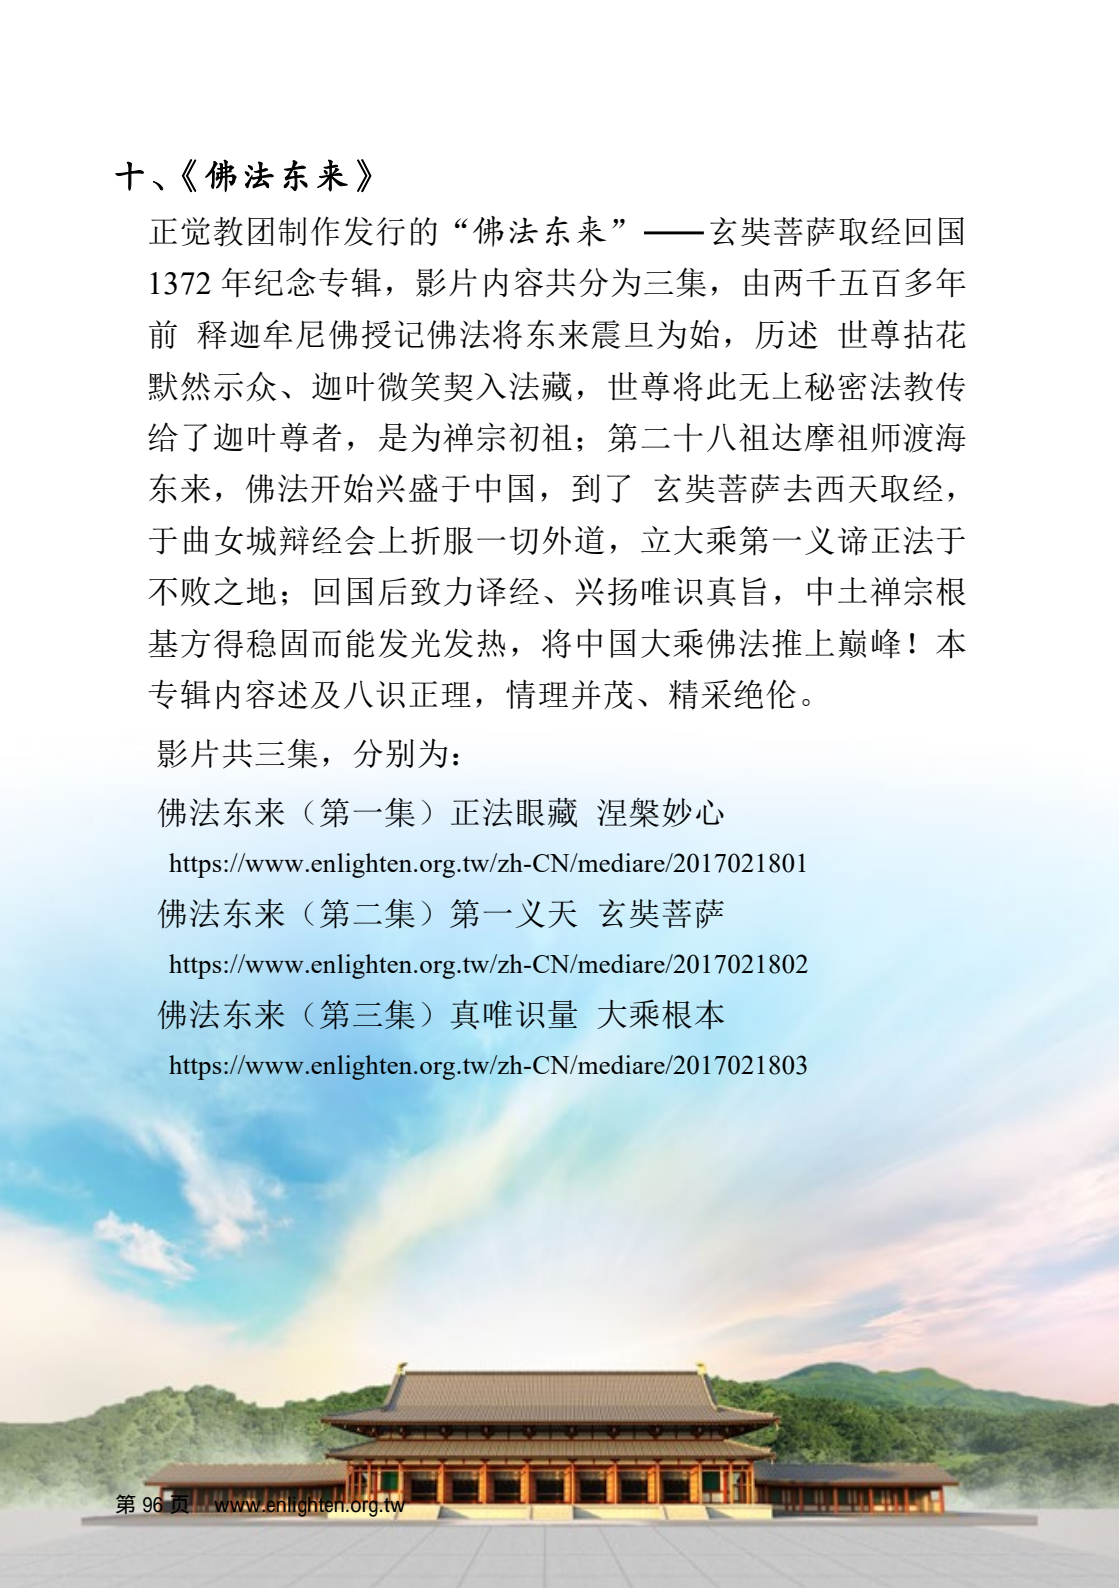 十、《佛法东来》
正觉教团制作发行的“佛法东来”——玄奘菩萨取经回国
1372 年纪念专辑，影片内容共分为三集，由两千五百多年
前 释迦牟尼佛授记佛法将东来震旦为始，历述 世尊拈花
默然示众、迦叶微笑契入法藏，世尊将此无上秘密法教传
给了迦叶尊者，是为禅宗初祖；第二十八祖达摩祖师渡海
东来，佛法开始兴盛于中国，到了 玄奘菩萨去西天取经，
于曲女城辩经会上折服一切外道，立大乘第一义谛正法于
不败之地；回国后致力译经、兴扬唯识真旨，中土禅宗根
基方得稳固而能发光发热，将中国大乘佛法推上巅峰！本
专辑内容述及八识正理，情理并茂、精采绝伦。
影片共三集，分别为：
佛法东来（第一集）正法眼藏 涅槃妙心
https://www.enlighten.org.tw/zh-CN/mediare/2017021801
佛法东来（第二集）第一义天 玄奘菩萨
https://www.enlighten.org.tw/zh-CN/mediare/2017021802
佛法东来（第三集）真唯识量 大乘根本
https://www.enlighten.org.tw/zh-CN/mediare/2017021803
第 96 页 www.enlighten.org.tw